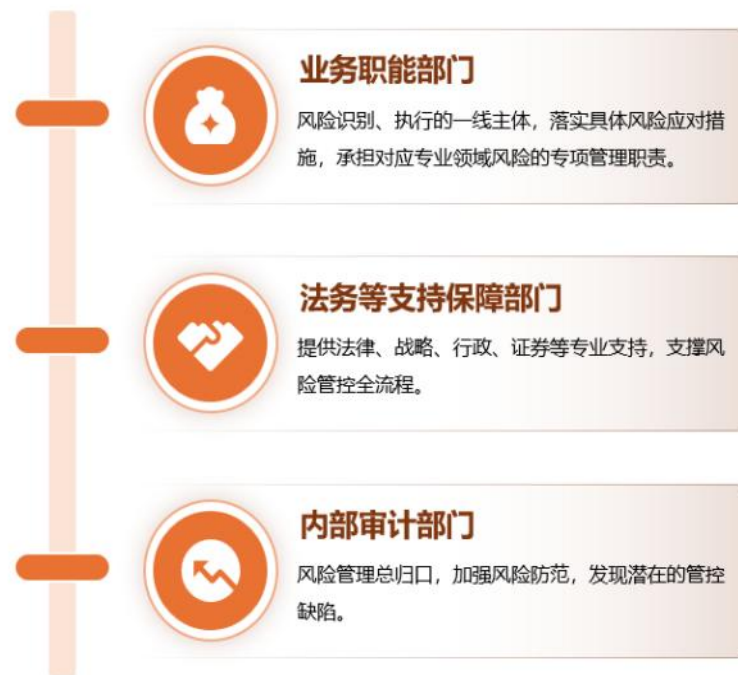 业务职能部门
风险识别、执行的一线主体，落实具体风险应对措
施，承担对应专业领域风险的专项管理职责。
法务等支持保障部门
提供法律、战略、行政、证券等专业支持，支撑风
险管控全流程。
内部审计部门
风险管理总归口，加强风险防范，发现潜在的管控
缺陷。